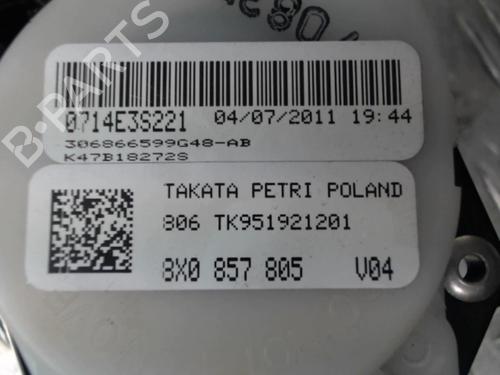 B-PARTS
0714E3S221 04/07/2011 19:44
306866599G48-AB
K47B18272S
TAKATA PETRI POLAND
806 TK951921201
8X0 857 805 V04